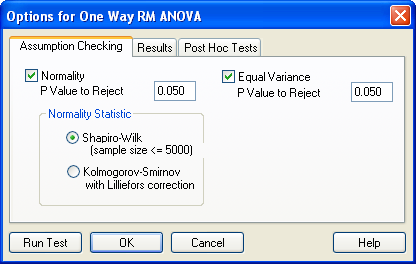 Options for One Way RM ANOVA
Assumption Checking
Results
Post Hoc Tests
Normality
P Value to Reject
0.050
Equal Variance
P Value to Reject
0.050
Normality Statistic
Shapiro-Wilk
(sample size <= 5000)
Kolmogorov-Smirnov
with Lilliefors correction
Run Test
OK
Cancel
Help